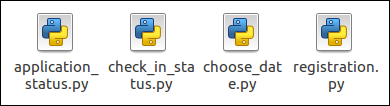 application_ check_in_sta choose_dat registration.
status.py tus.py e.py py